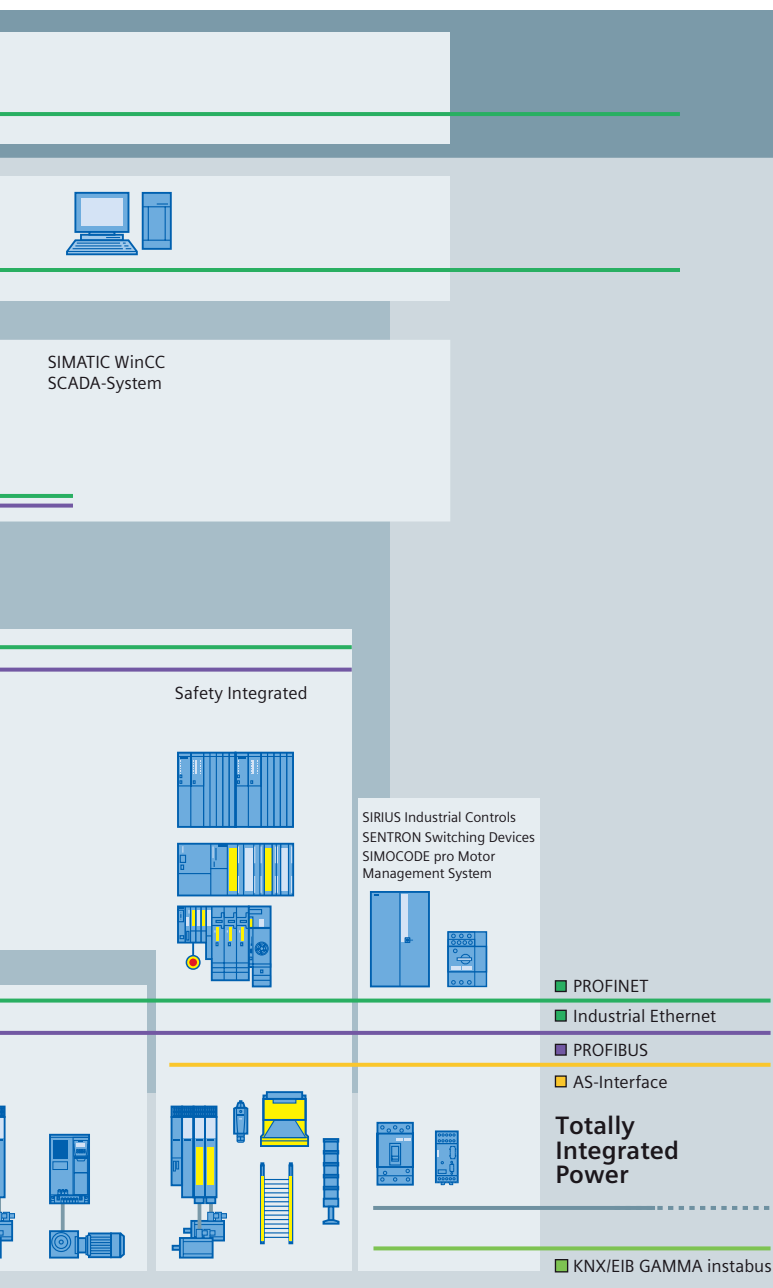 SIMATIC WinCC
SCADA-System
Safety Integrated
SIRIUS Industrial Controls
SENTRON Switching Devices
SIMOCODE pro Motor
Management System
PROFINET
Industrial Ethernet
PROFIBUS
AS-Interface
Totally
Integrated
Power
KNX/EIB GAMMA instabus